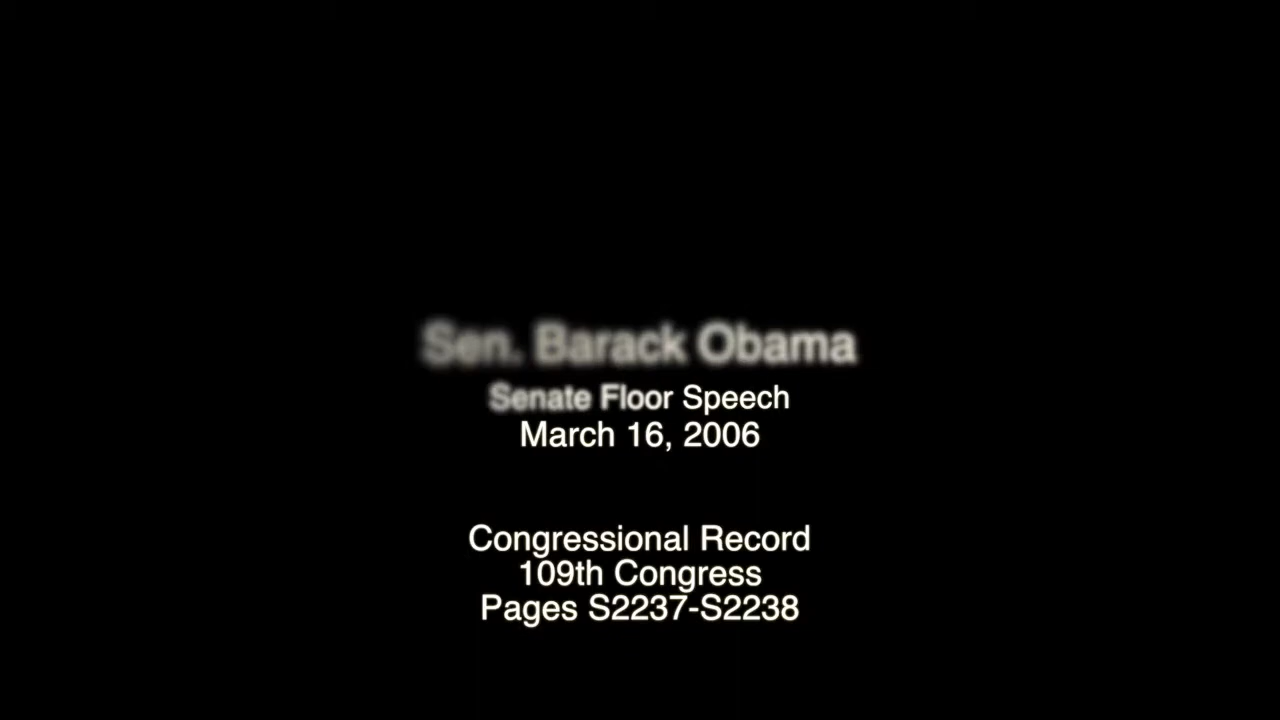 Sen. Barack Obama
Senate Floor Speech
March 16, 2006
Congressional Record
109th Congress
Pages S2237-S2238